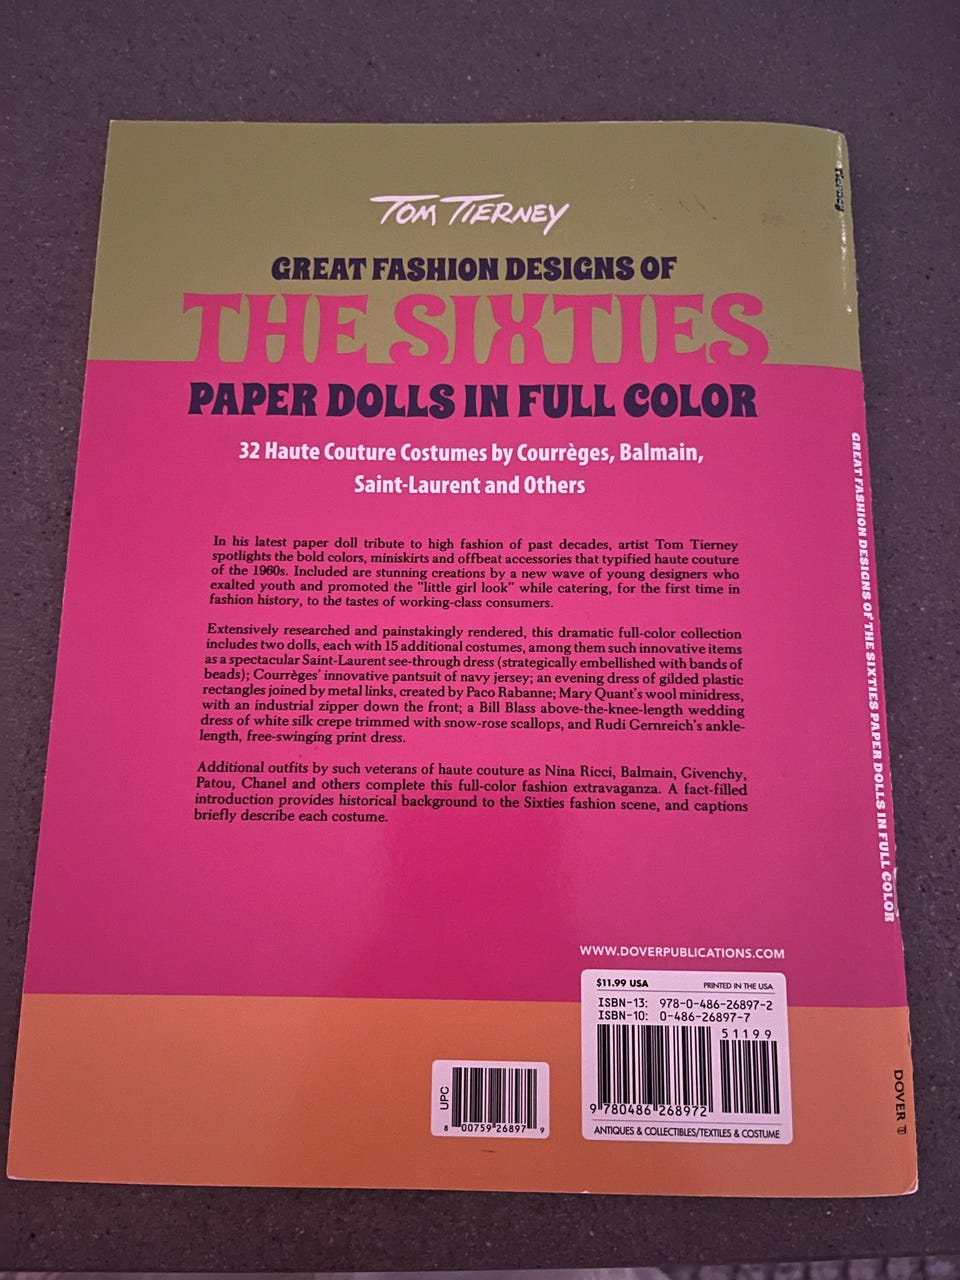 TOM TIERNEY
GREAT FASHION DESIGNS OF
THE SIXTIES
PAPER DOLLS IN FULL COLOR
32 Haute Couture Costumes by Courrèges, Balmain,
Saint-Laurent and Others
In his latest paper doll tribute to high fashion of past decades, artist Tom Tierney
spotlights the bold colors, miniskirts and offbeat accessories that typified haute couture
of the 1960s. Included are stunning creations by a new wave of young designers who
exalted youth and promoted the "little girl look" while catering, for the first time in
fashion history, to the tastes of working-class consumers.
Extensively researched and painstakingly rendered, this dramatic full-color collection
includes two dolls, each with 15 additional costumes, among them such innovative items
as a spectacular Saint-Laurent see-through dress (strategically embellished with bands of
beads); Courrèges' innovative pantsuit of navy jersey; an evening dress of gilded plastic
rectangles joined by metal links, created by Paco Rabanne; Mary Quant's wool minidress,
with an industrial zipper down the front; a Bill Blass above-the-knee-length wedding
dress of white silk crepe trimmed with snow-rose scallops, and Rudi Gernreich's ankle-
length, free-swinging print dress.
Additional outfits by such veterans of haute couture as Nina Ricci, Balmain, Givenchy,
Patou, Chanel and others complete this full-color fashion extravaganza. A fact-filled
introduction provides historical background to the Sixties fashion scene, and captions
briefly describe each costume.
WWW.DOVERPUBLICATIONS.COM
$11.99 USA PRINTED IN THE USA
ISBN-13: 978-0-486-26897-2
ISBN-10: 0-486-26897-7
51199
9 780486 268972
ANTIQUES & COLLECTIBLES/TEXTILES & COSTUME
UPC
8 00759 26897 9
Tierney
GREAT FASHION DESIGNS OF THE SIXTIES PAPER DOLLS IN FULL COLOR
DOVER